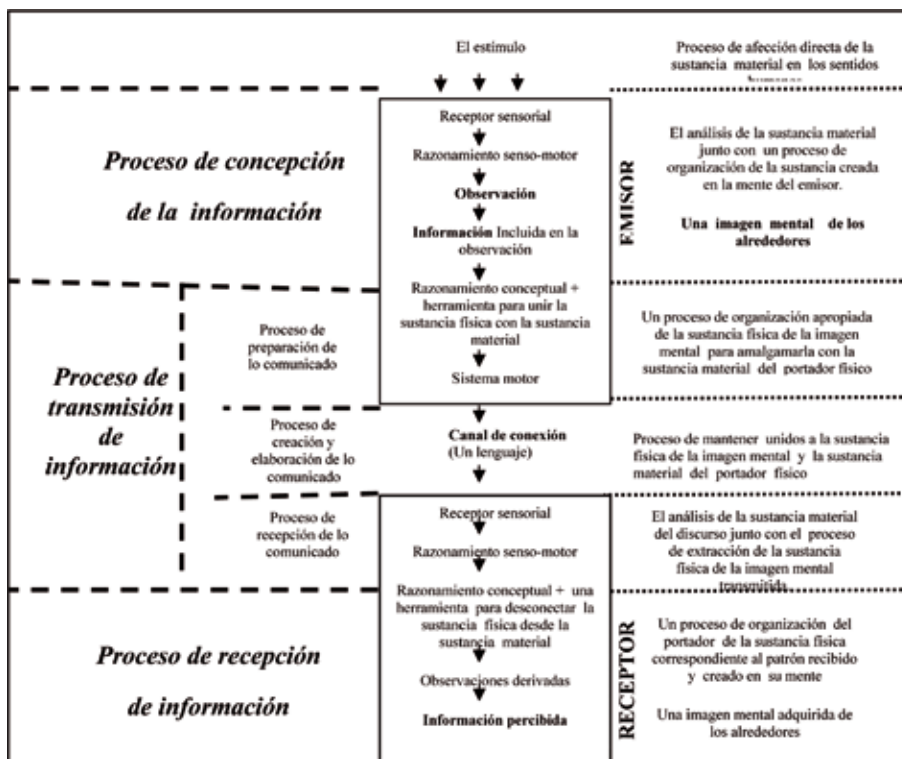 El estímulo
Proceso de afección directa de la
sustancia material en los sentidos
Proceso de concepción
de la información
Receptor sensorial
Razonamiento senso-motor
Observación
Información Incluida en la
observación
Razonamiento conceptual +
herramienta para unir la
sustancia física con la sustancia
material
Sistema motor
EMISOR
El análisis de la sustancia material
junto con un proceso de
organización de la sustancia creada
en la mente del emisor.
Una imagen mental de los
alrededores
Proceso de
transmisión
de
información
Proceso de
preparación de
lo comunicado
Un proceso de organización apropiada
de la sustancia física de la imagen
mental para amalgamarla con la
sustancia material del portador físico
Proceso de
creación y
elaboración de lo
comunicado
Canal de conexión
(Un lenguaje)
Proceso de mantener unidos a la sustancia
física de la imagen mental y la sustancia
material del portador físico
Proceso de
recepción de lo
comunicado
Receptor sensorial
Razonamiento senso-motor
Razonamiento conceptual + una
herramienta para desconectar la
sustancia física desde la
sustancia material
Observaciones derivadas
Información percibida
El análisis de la sustancia material
del discurso junto con el proceso
de extracción de la sustancia
física de la imagen mental
transmitida
Proceso de recepción
de información
RECEPTOR
Un proceso de organización del
portador de la sustancia física
correspondiente al patrón recibido
y creado en su mente
Una imagen mental adquirida de
los alrededores